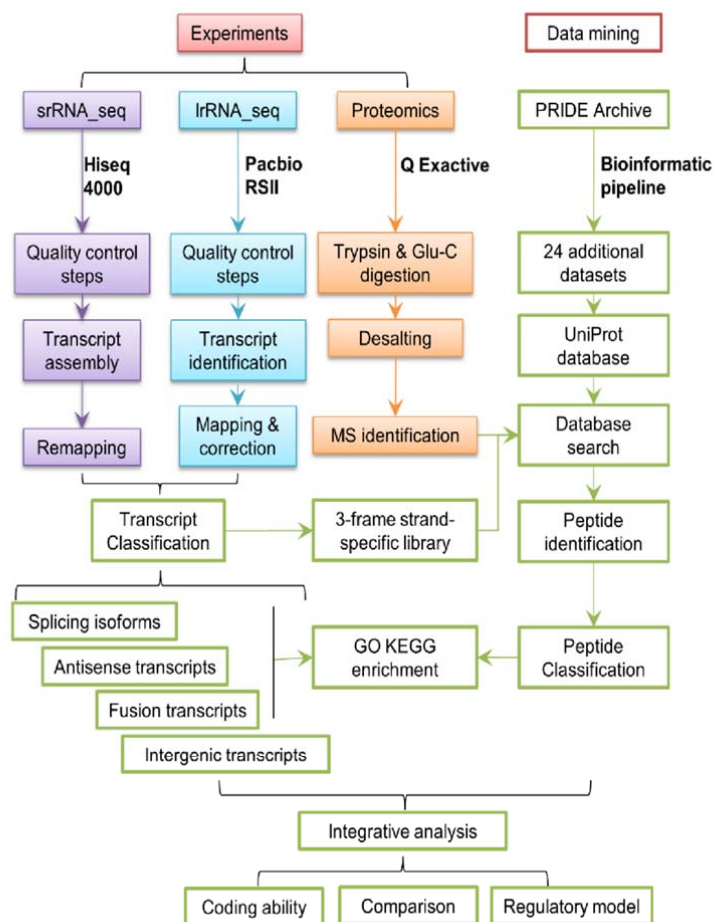 Experiments
Data mining
srRNA_seq
lrRNA_seq
Proteomics
PRIDE Archive
Hiseq
4000
Pacbio
RSII
Q Exactive
Bioinformatic
pipeline
Quality control
steps
Quality control
steps
Trypsin & Glu-C
digestion
24 additional
datasets
Transcript
assembly
Transcript
identification
Desalting
UniProt
database
Remapping
Mapping &
correction
MS identification
Database
search
Transcript
Classification
3-frame strand-
specific library
Peptide
identification
Splicing isoforms
Antisense transcripts
Fusion transcripts
Intergenic transcripts
GO KEGG
enrichment
Peptide
Classification
Integrative analysis
Coding ability
Comparison
Regulatory model